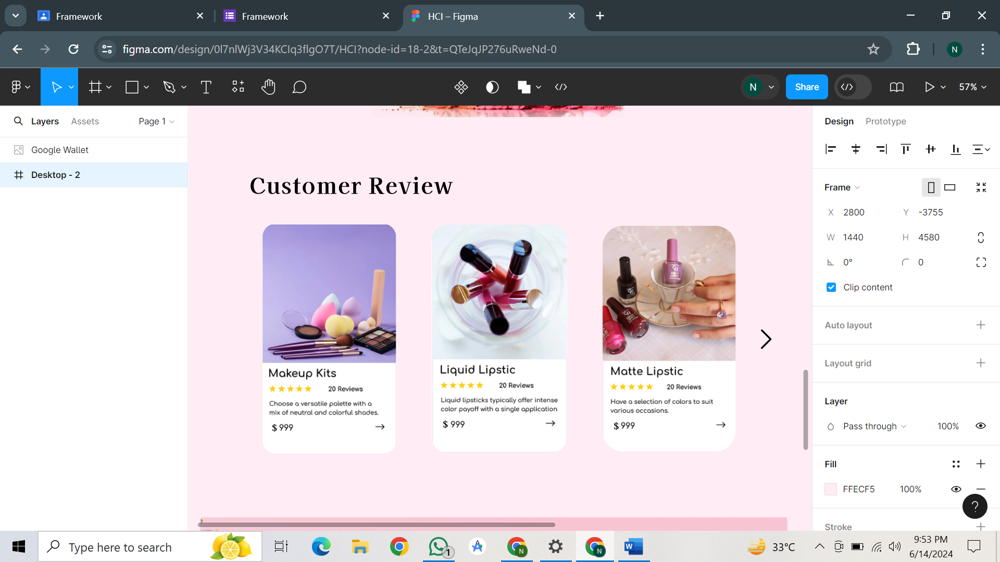 Framework
Framework
HCI – Figma
figma.com/design/0l7nlWj3V34KCIq3flgO7T/HCI?node-id=18-2&t=QTeJqJP276uRweNd-0
N
N
Share
57%
Layers
Assets
Page 1
Design
Prototype
Google Wallet
Desktop - 2
Customer Review
Makeup Kits
20 Reviews
Choose a versatile palette with a
mix of neutral and colorful shades.
$ 999
Liquid Lipstic
20 Reviews
Liquid lipsticks typically offer intense
color payoff with a single application
$ 999
Matte Lipstic
20 Reviews
Have a selection of colors to suit
various occasions.
$ 999
Frame
X 2800
Y -3755
W 1440
H 4580
0°
0
Clip content
Auto layout
Layout grid
Layer
Pass through
100%
Fill
FFECF5
100%
?
Stroke
Type here to search
1
N
N
W
33°C
9:53 PM
6/14/2024